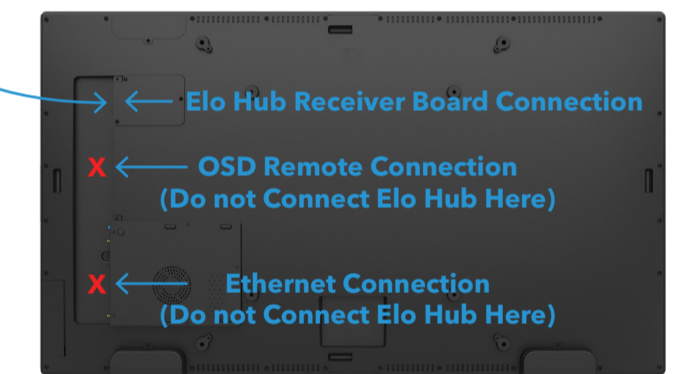 Elo Hub Receiver Board Connection
X
OSD Remote Connection
(Do not Connect Elo Hub Here)
X
Ethernet Connection
(Do not Connect Elo Hub Here)